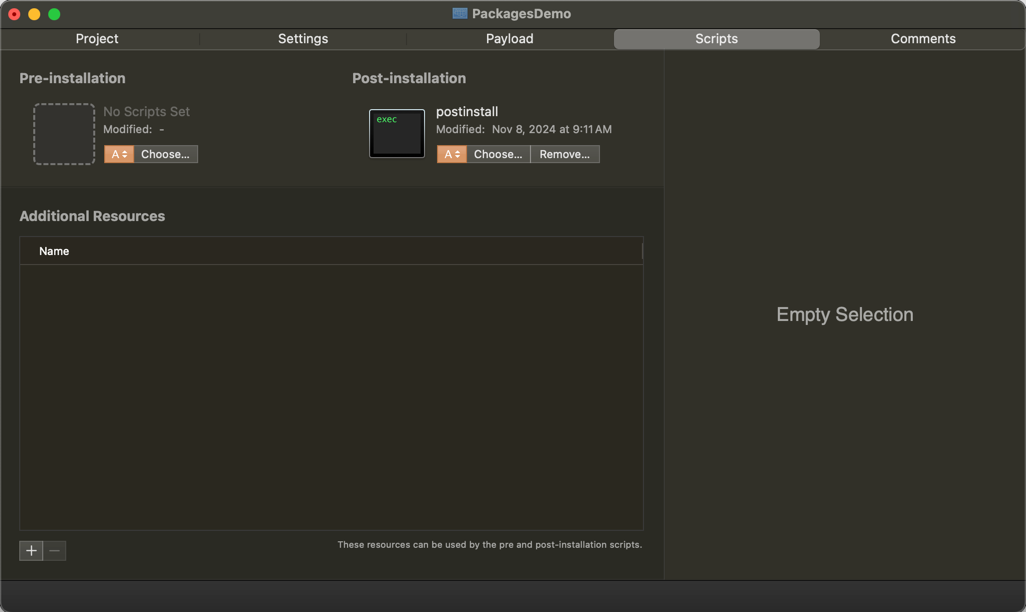 PackagesDemo
Project
Settings
Payload
Scripts
Comments
Pre-installation
No Scripts Set
Modified: -
A
Choose...
Post-installation
exec
postinstall
Modified: Nov 8, 2024 at 9:11 AM
A
Choose...
Remove...
Additional Resources
Name
These resources can be used by the pre and post-installation scripts.
Empty Selection